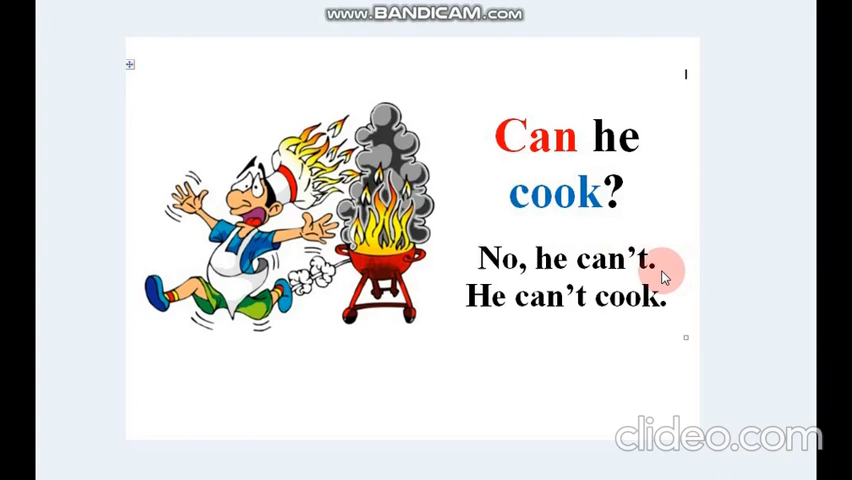 www.BANDICAM.com
Can he
cook?
No, he can’t.
He can’t cook.
clideo.com